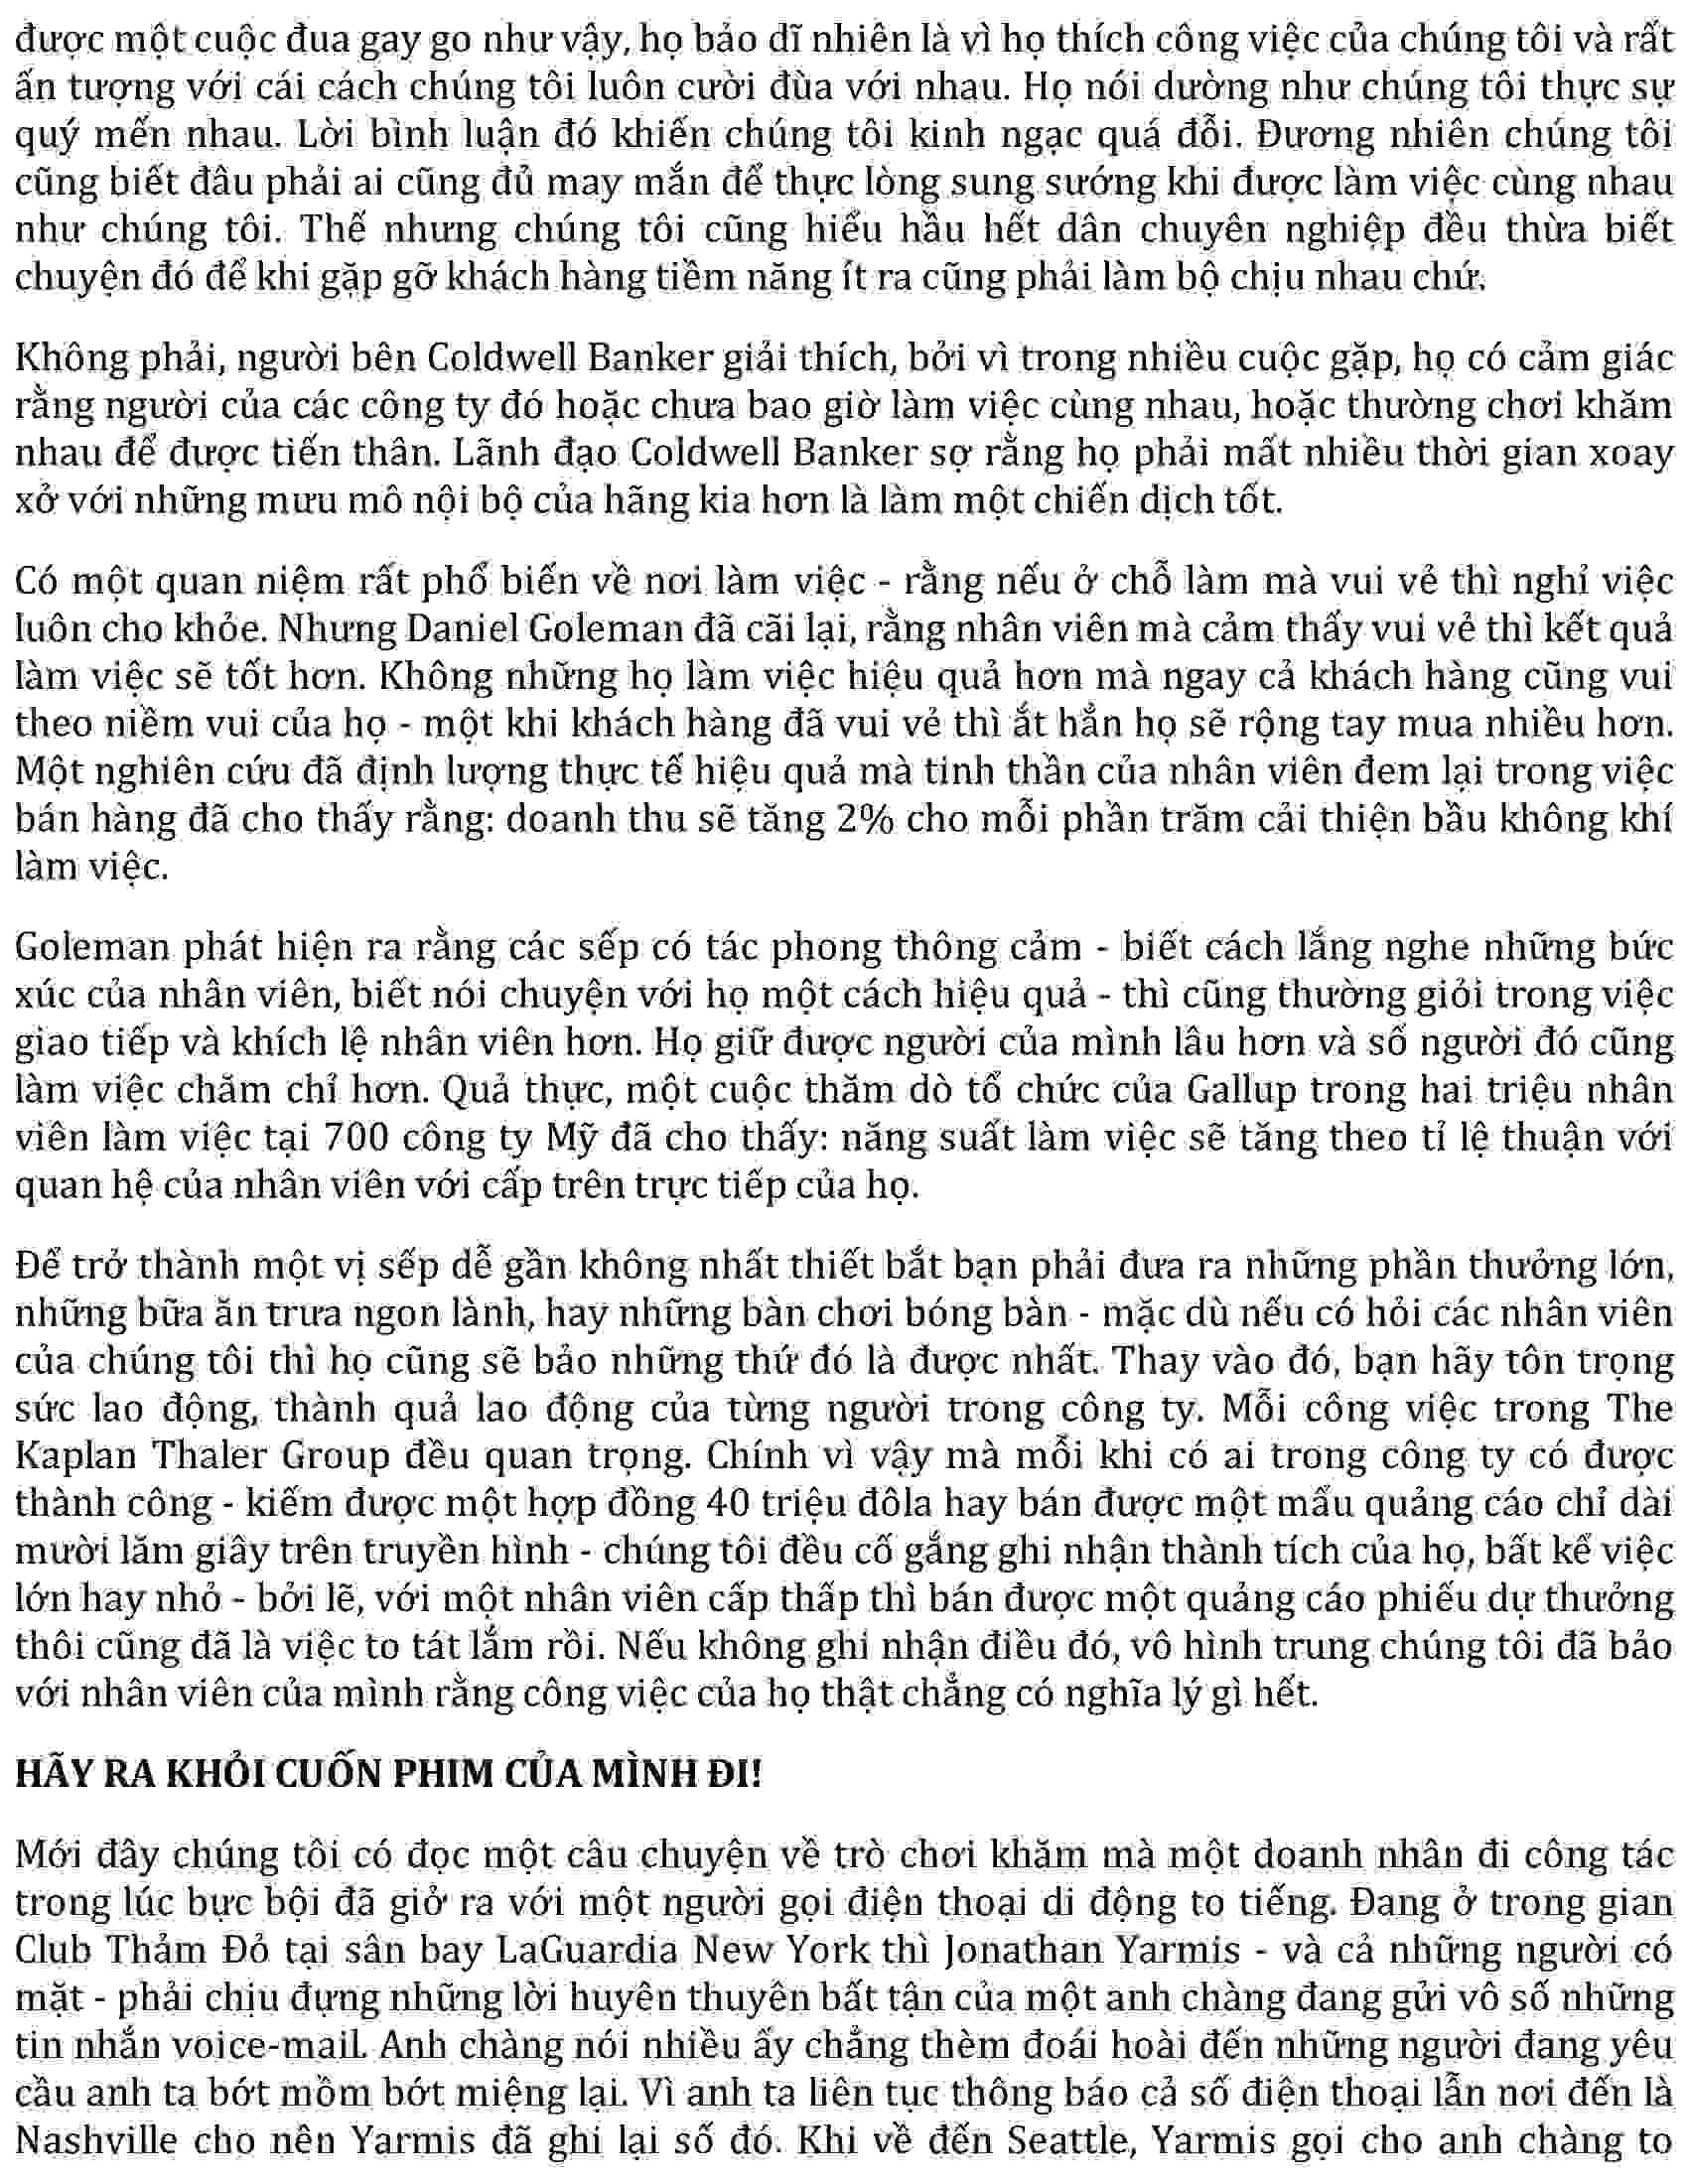 được một cuộc đua gay go như vậy, họ bảo dĩ nhiên là vì họ thích công việc của chúng tôi và rất
ấn tượng với cái cách chúng tôi luôn cười đùa với nhau. Họ nói dường như chúng tôi thực sự
quý mến nhau. Lời bình luận đó khiến chúng tôi kinh ngạc quá đỗi. Đương nhiên chúng tôi
cũng biết đâu phải ai cũng đủ may mắn để thực lòng sung sướng khi được làm việc cùng nhau
như chúng tôi. Thế nhưng chúng tôi cũng hiểu hầu hết dân chuyên nghiệp đều thừa biết
chuyện đó để khi gặp gỡ khách hàng tiềm năng ít ra cũng phải làm bộ chịu nhau chứ.
Không phải, người bên Coldwell Banker giải thích, bởi vì trong nhiều cuộc gặp, họ có cảm giác
rằng người của các công ty đó hoặc chưa bao giờ làm việc cùng nhau, hoặc thường chơi khăm
nhau để được tiến thân. Lãnh đạo Coldwell Banker sợ rằng họ phải mất nhiều thời gian xoay
xở với những mưu mô nội bộ của hãng kia hơn là làm một chiến dịch tốt.
Có một quan niệm rất phổ biến về nơi làm việc - rằng nếu ở chỗ làm mà vui vẻ thì nghỉ việc
luôn cho khỏe. Nhưng Daniel Goleman đã cãi lại, rằng nhân viên mà cảm thấy vui vẻ thì kết quả
làm việc sẽ tốt hơn. Không những họ làm việc hiệu quả hơn mà ngay cả khách hàng cũng vui
theo niềm vui của họ - một khi khách hàng đã vui vẻ thì ắt hẳn họ sẽ rộng tay mua nhiều hơn.
Một nghiên cứu đã định lượng thực tế hiệu quả mà tinh thần của nhân viên đem lại trong việc
bán hàng đã cho thấy rằng: doanh thu sẽ tăng 2% cho mỗi phần trăm cải thiện bầu không khí
làm việc.
Goleman phát hiện ra rằng các sếp có tác phong thông cảm - biết cách lắng nghe những bức
xúc của nhân viên, biết nói chuyện với họ một cách hiệu quả - thì cũng thường giỏi trong việc
giao tiếp và khích lệ nhân viên hơn. Họ giữ được người của mình lâu hơn và số người đó cũng
làm việc chăm chỉ hơn. Quả thực, một cuộc thăm dò tổ chức của Gallup trong hai triệu nhân
viên làm việc tại 700 công ty Mỹ đã cho thấy: năng suất làm việc sẽ tăng theo tỉ lệ thuận với
quan hệ của nhân viên với cấp trên trực tiếp của họ.
Để trở thành một vị sếp dễ gần không nhất thiết bắt bạn phải đưa ra những phần thưởng lớn,
những bữa ăn trưa ngon lành, hay những bàn chơi bóng bàn - mặc dù nếu có hỏi các nhân viên
của chúng tôi thì họ cũng sẽ bảo những thứ đó là được nhất. Thay vào đó, bạn hãy tôn trọng
sức lao động, thành quả lao động của từng người trong công ty. Mỗi công việc trong The
Kaplan Thaler Group đều quan trọng. Chính vì vậy mà mỗi khi có ai trong công ty có được
thành công - kiếm được một hợp đồng 40 triệu đôla hay bán được một mẩu quảng cáo chỉ dài
mười lăm giây trên truyền hình - chúng tôi đều cố gắng ghi nhận thành tích của họ, bất kể việc
lớn hay nhỏ - bởi lẽ, với một nhân viên cấp thấp thì bán được một quảng cáo phiếu dự thưởng
thôi cũng đã là việc to tát lắm rồi. Nếu không ghi nhận điều đó, vô hình trung chúng tôi đã bảo
với nhân viên của mình rằng công việc của họ thật chẳng có nghĩa lý gì hết.
HÃY RA KHỎI CUỐN PHIM CỦA MÌNH ĐI!
Mới đây chúng tôi có đọc một câu chuyện về trò chơi khăm mà một doanh nhân đi công tác
trong lúc bực bội đã giở ra với một người gọi điện thoại di động to tiếng. Đang ở trong gian
Club Thảm Đỏ tại sân bay LaGuardia New York thì Jonathan Yarmis - và cả những người có
mặt - phải chịu đựng những lời huyên thuyên bất tận của một anh chàng đang gửi vô số những
tin nhắn voice-mail. Anh chàng nói nhiều ấy chẳng thèm đoái hoài đến những người đang yêu
cầu anh ta bớt mồm bớt miệng lại. Vì anh ta liên tục thông báo cả số điện thoại lẫn nơi đến là
Nashville cho nên Yarmis đã ghi lại số đó. Khi về đến Seattle, Yarmis gọi cho anh chàng to